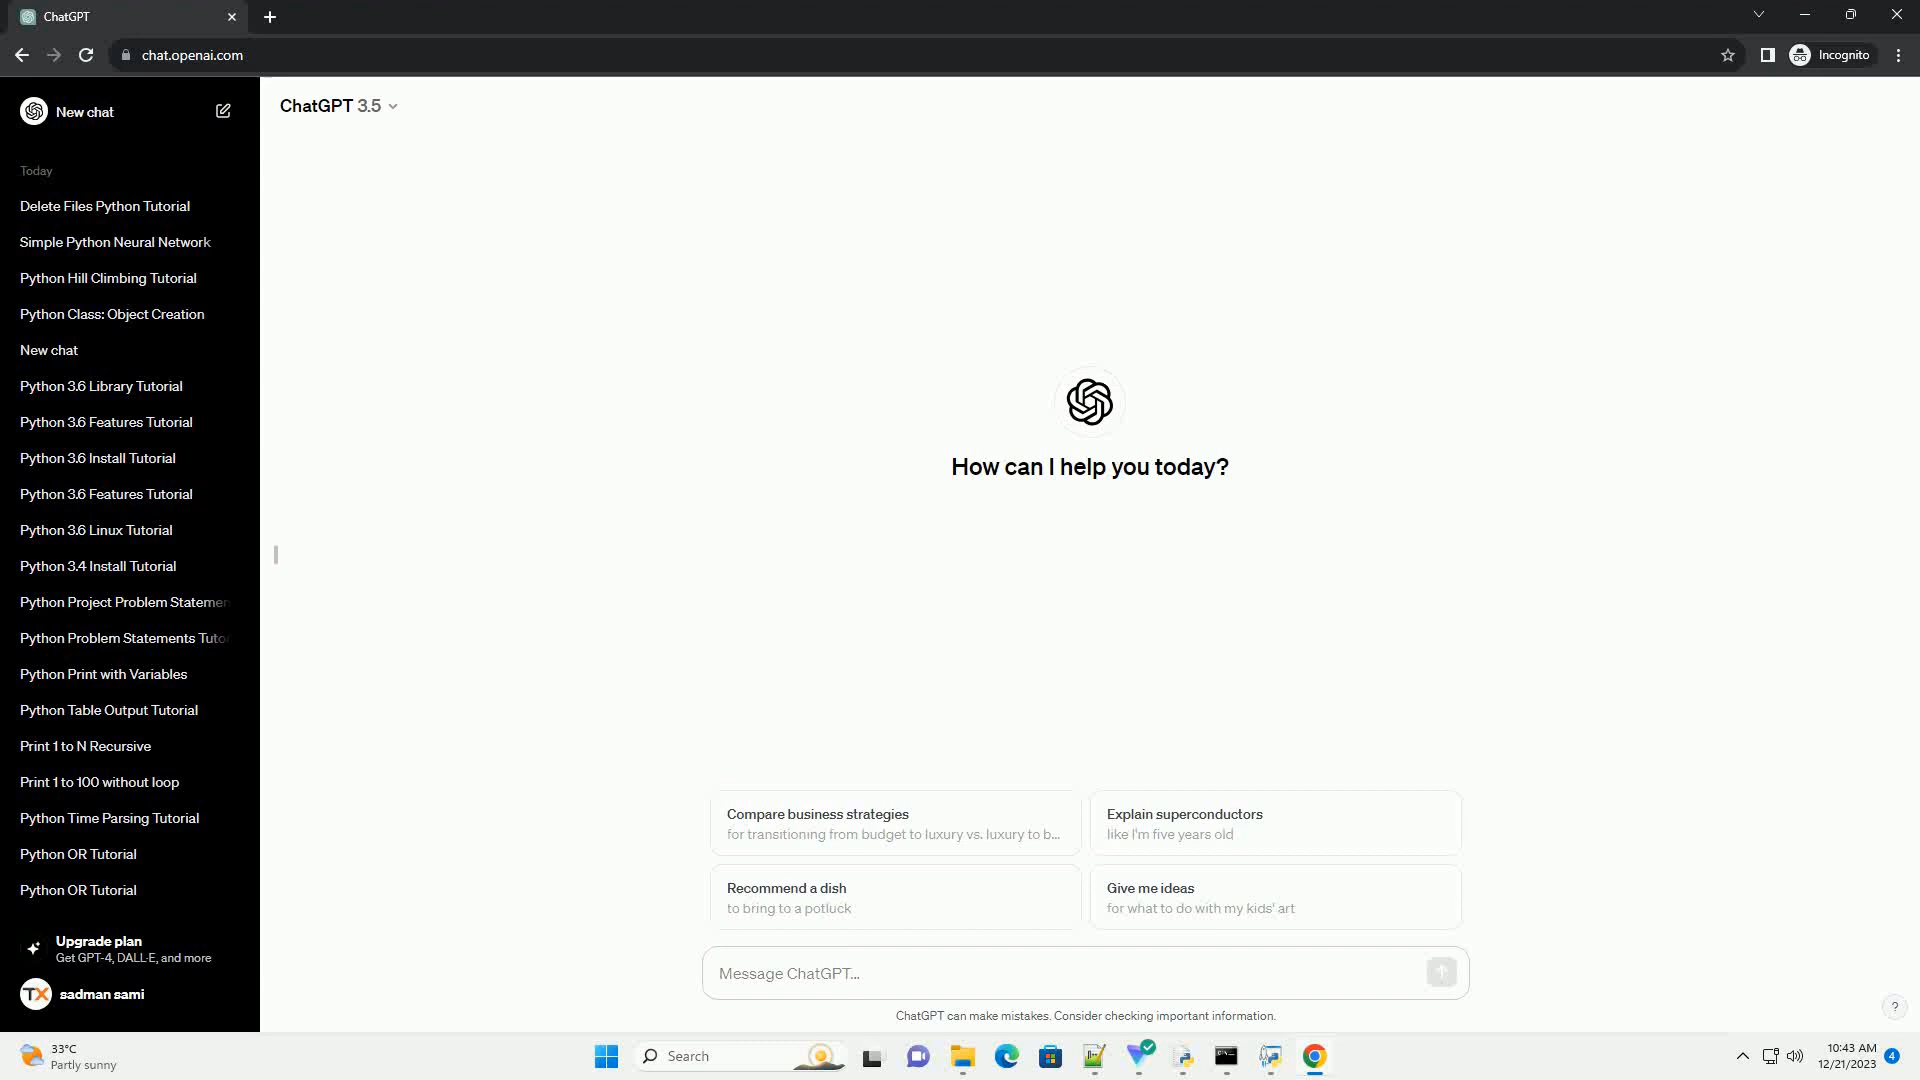 ChatGPT
chat.openai.com
Incognito
New chat
ChatGPT 3.5
Today
Delete Files Python Tutorial
Simple Python Neural Network
Python Hill Climbing Tutorial
Python Class: Object Creation
New chat
Python 3.6 Library Tutorial
Python 3.6 Features Tutorial
Python 3.6 Install Tutorial
Python 3.6 Features Tutorial
Python 3.6 Linux Tutorial
Python 3.4 Install Tutorial
Python Project Problem Statemen
Python Problem Statements Tuto
Python Print with Variables
Python Table Output Tutorial
Print 1 to N Recursive
Print 1 to 100 without loop
Python Time Parsing Tutorial
Python OR Tutorial
Python OR Tutorial
Upgrade plan
Get GPT-4, DALL·E, and more
TX
sadman sami
How can I help you today?
Compare business strategies
for transitioning from budget to luxury vs. luxury to b...
Explain superconductors
like I'm five years old
Recommend a dish
to bring to a potluck
Give me ideas
for what to do with my kids' art
Message ChatGPT...
ChatGPT can make mistakes. Consider checking important information.
?
33°C
Partly sunny
Search
10:43 AM
12/21/2023
4